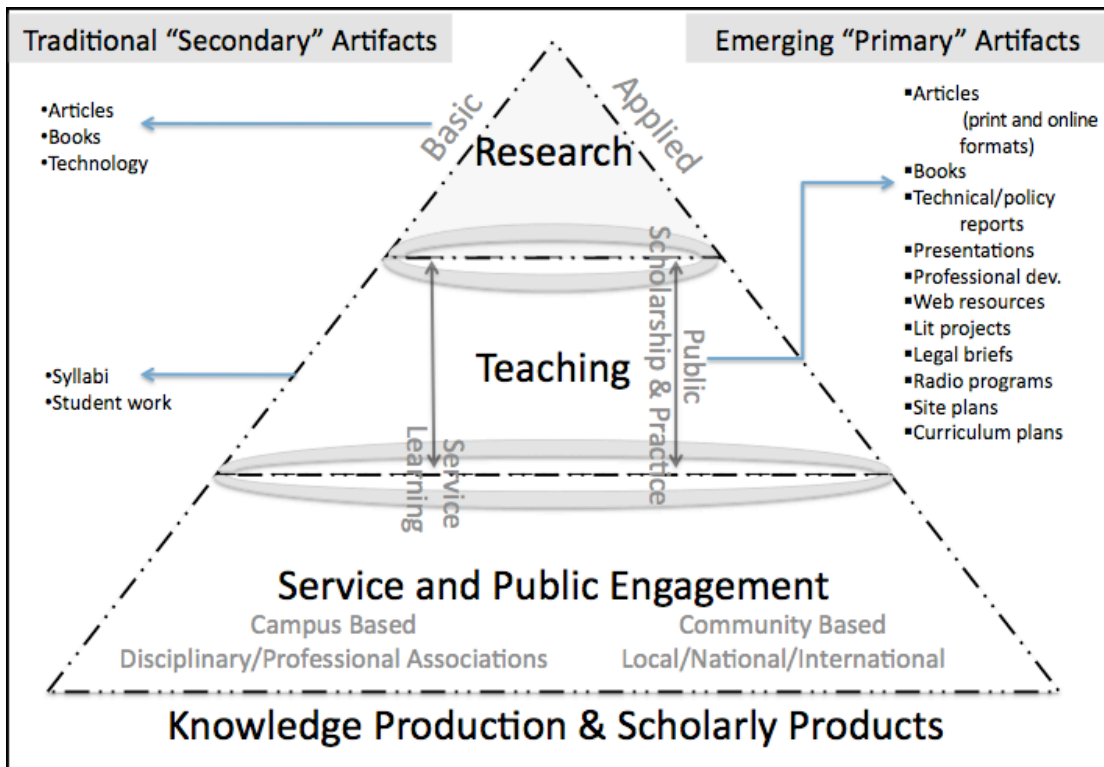 Traditional “Secondary” Artifacts
Emerging “Primary” Artifacts
•Articles
•Books
•Technology
Basic
Applied
Research
▪Articles
(print and online
formats)
▪Books
▪Technical/policy
reports
▪Presentations
▪Professional dev.
▪Web resources
▪Lit projects
▪Legal briefs
▪Radio programs
▪Site plans
▪Curriculum plans
•Syllabi
•Student work
Teaching
Service
Learning
Public
Scholarship & Practice
Service and Public Engagement
Campus Based
Disciplinary/Professional Associations
Community Based
Local/National/International
Knowledge Production & Scholarly Products